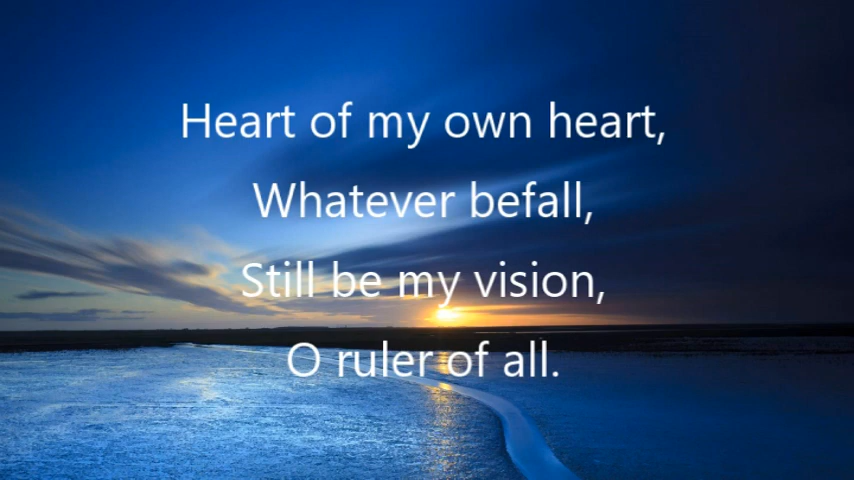 Heart of my own heart,
Whatever befall,
Still be my vision,
O ruler of all.